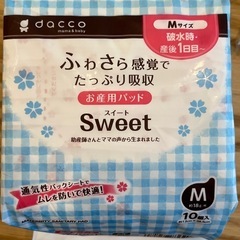 dacco
mama & baby
Mサイズ
破水時・
産後1日目〜
ふわさら感覚で
たっぷり吸収
お産用パッド
スイート
Sweet
助産師さんとママの声から生まれました
通気性バックシートで
ムレを防いで快適!
M
10個入
MATERNITY SANITARY PAD